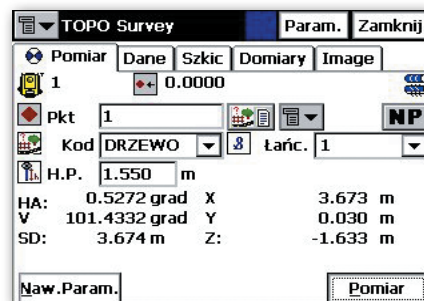 TOPO Survey Param. Zamknij
Pomiar Dane Szkic Domiary Image
1 0.0000
Pkt 1 NP
Kod DRZEWO 8 Łańc. 1
H.P. 1.550 m
HA: 0.5272 grad X 3.673 m
V 101.4332 grad Y 0.030 m
SD: 3.674 m Z: -1.633 m
Naw.Param. Pomiar